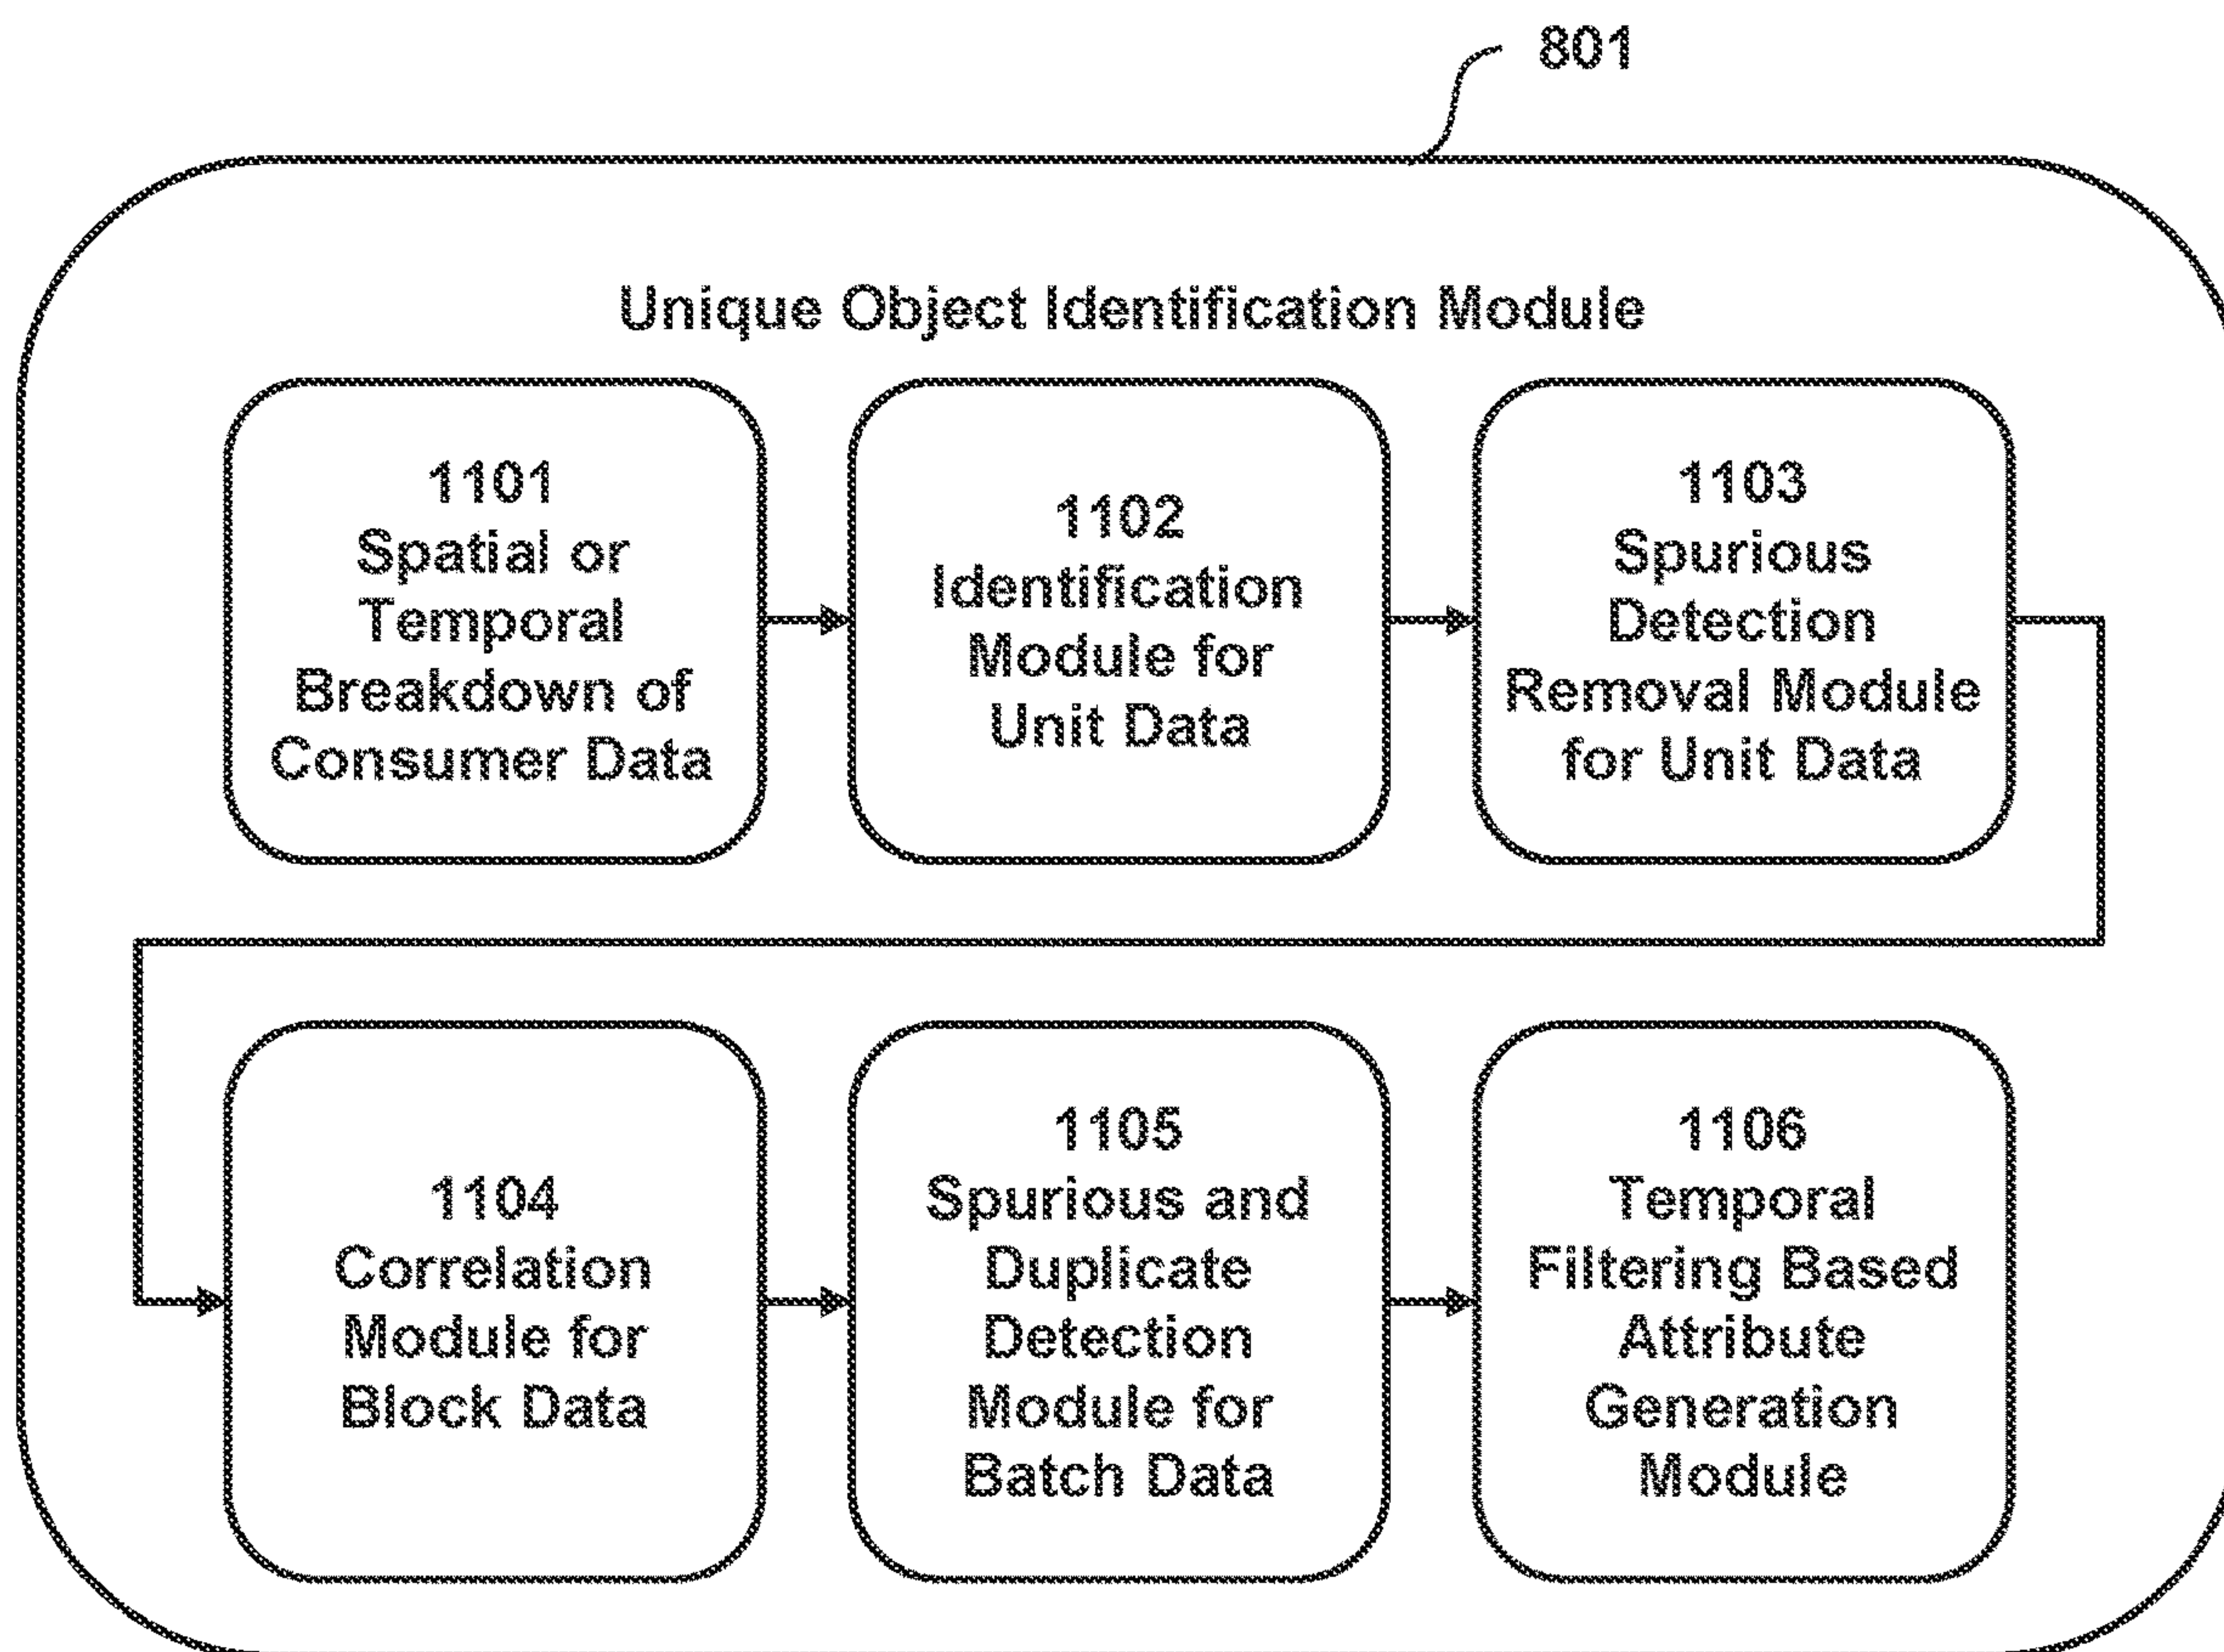 801
Unique Object Identification Module
1101
Spatial or
Temporal
Breakdown of
Consumer Data
1102
Identification
Module for
Unit Data
1103
Spurious
Detection
Removal Module
for Unit Data
1104
Correlation
Module for
Block Data
1105
Spurious and
Duplicate
Detection
Module for
Batch Data
1106
Temporal
Filtering Based
Attribute
Generation
Module